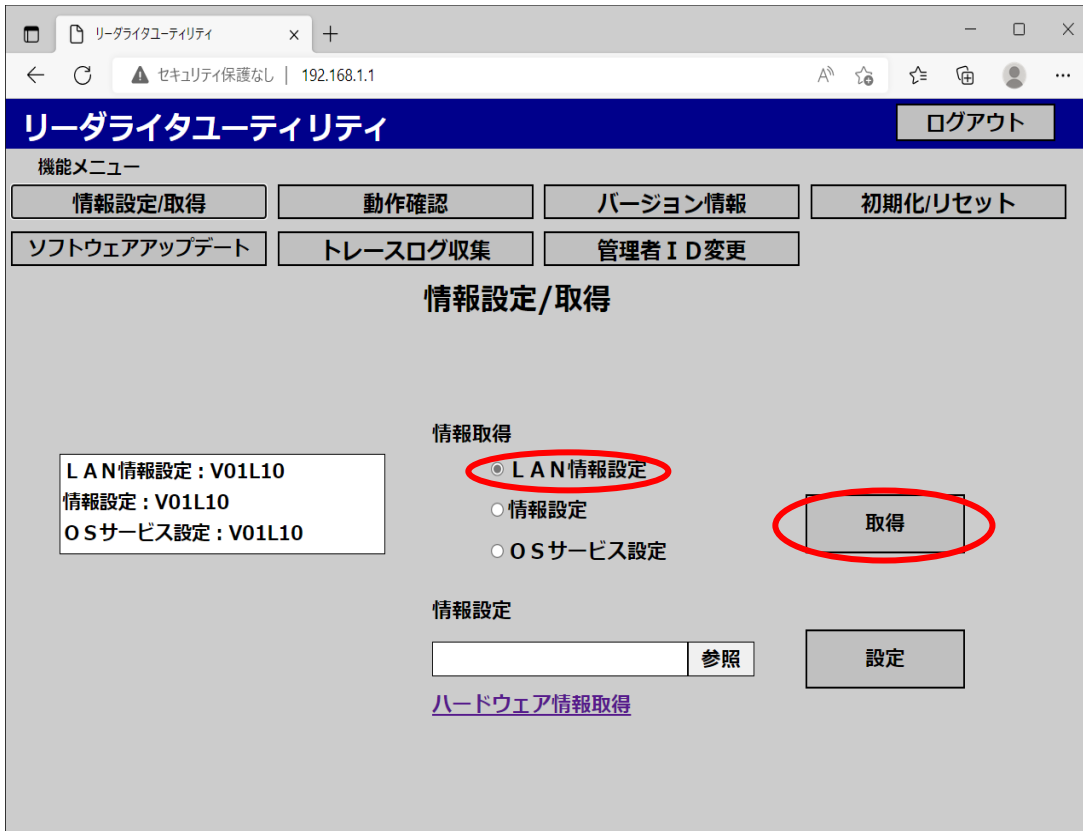 リーダライタユーティリティ
セキュリティ保護なし | 192.168.1.1
リーダライタユーティリティ
ログアウト
機能メニュー
情報設定/取得
動作確認
バージョン情報
初期化/リセット
ソフトウェアアップデート
トレースログ収集
管理者ＩＤ変更
情報設定/取得
情報取得
ＬＡＮ情報設定：V01L10
情報設定：V01L10
ＯＳサービス設定：V01L10
ＬＡＮ情報設定
情報設定
ＯＳサービス設定
取得
情報設定
参照
設定
ハードウェア情報取得